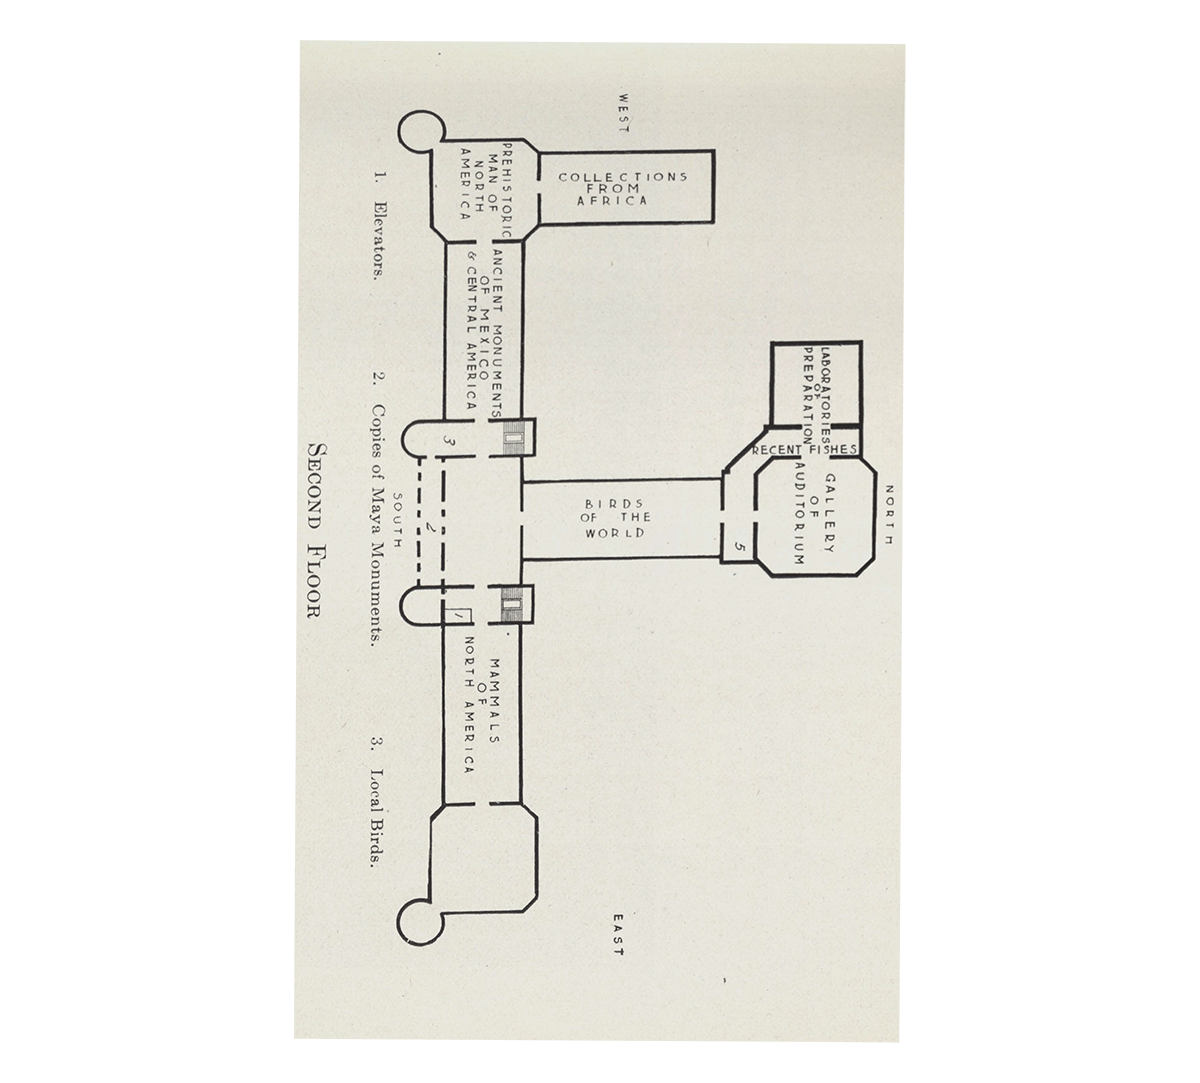 WEST
NORTH
EAST
SOUTH
COLLECTIONS
FROM
AFRICA
PREHISTORIC
MAN OF
NORTH
AMERICA
ANCIENT MONUMENTS
OF MEXICO
& CENTRAL AMERICA
LABORATORIES
OF
PREPARATION
RECENT FISHES
GALLERY
OF
AUDITORIUM
5
BIRDS
OF THE
WORLD
3
2
1
MAMMALS
OF
NORTH AMERICA
1. Elevators. 2. Copies of Maya Monuments. 3. Local Birds.
SECOND FLOOR